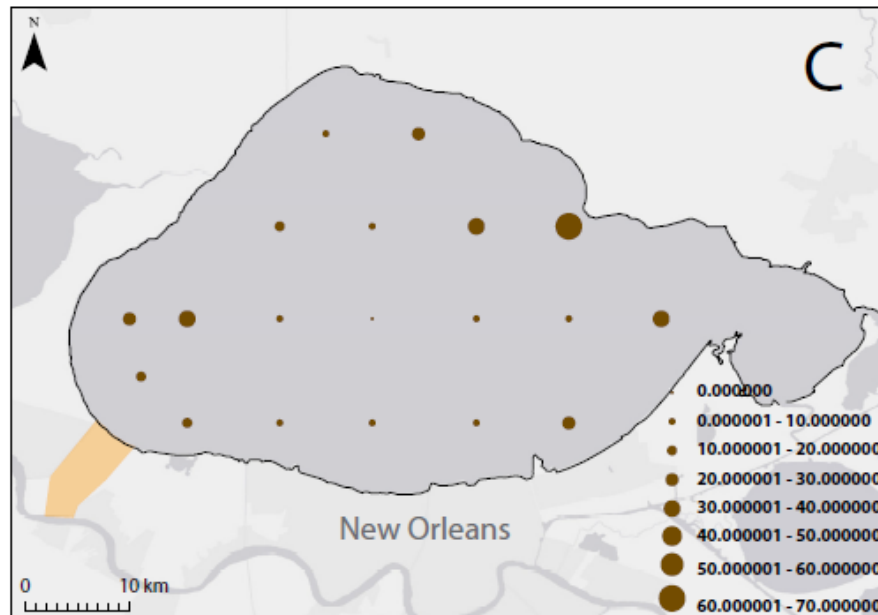 N
C
0.000000
0.000001 - 10.000000
10.000001 - 20.000000
20.000001 - 30.000000
30.000001 - 40.000000
40.000001 - 50.000000
50.000001 - 60.000000
60.000001 - 70.000000
New Orleans
0 10 km